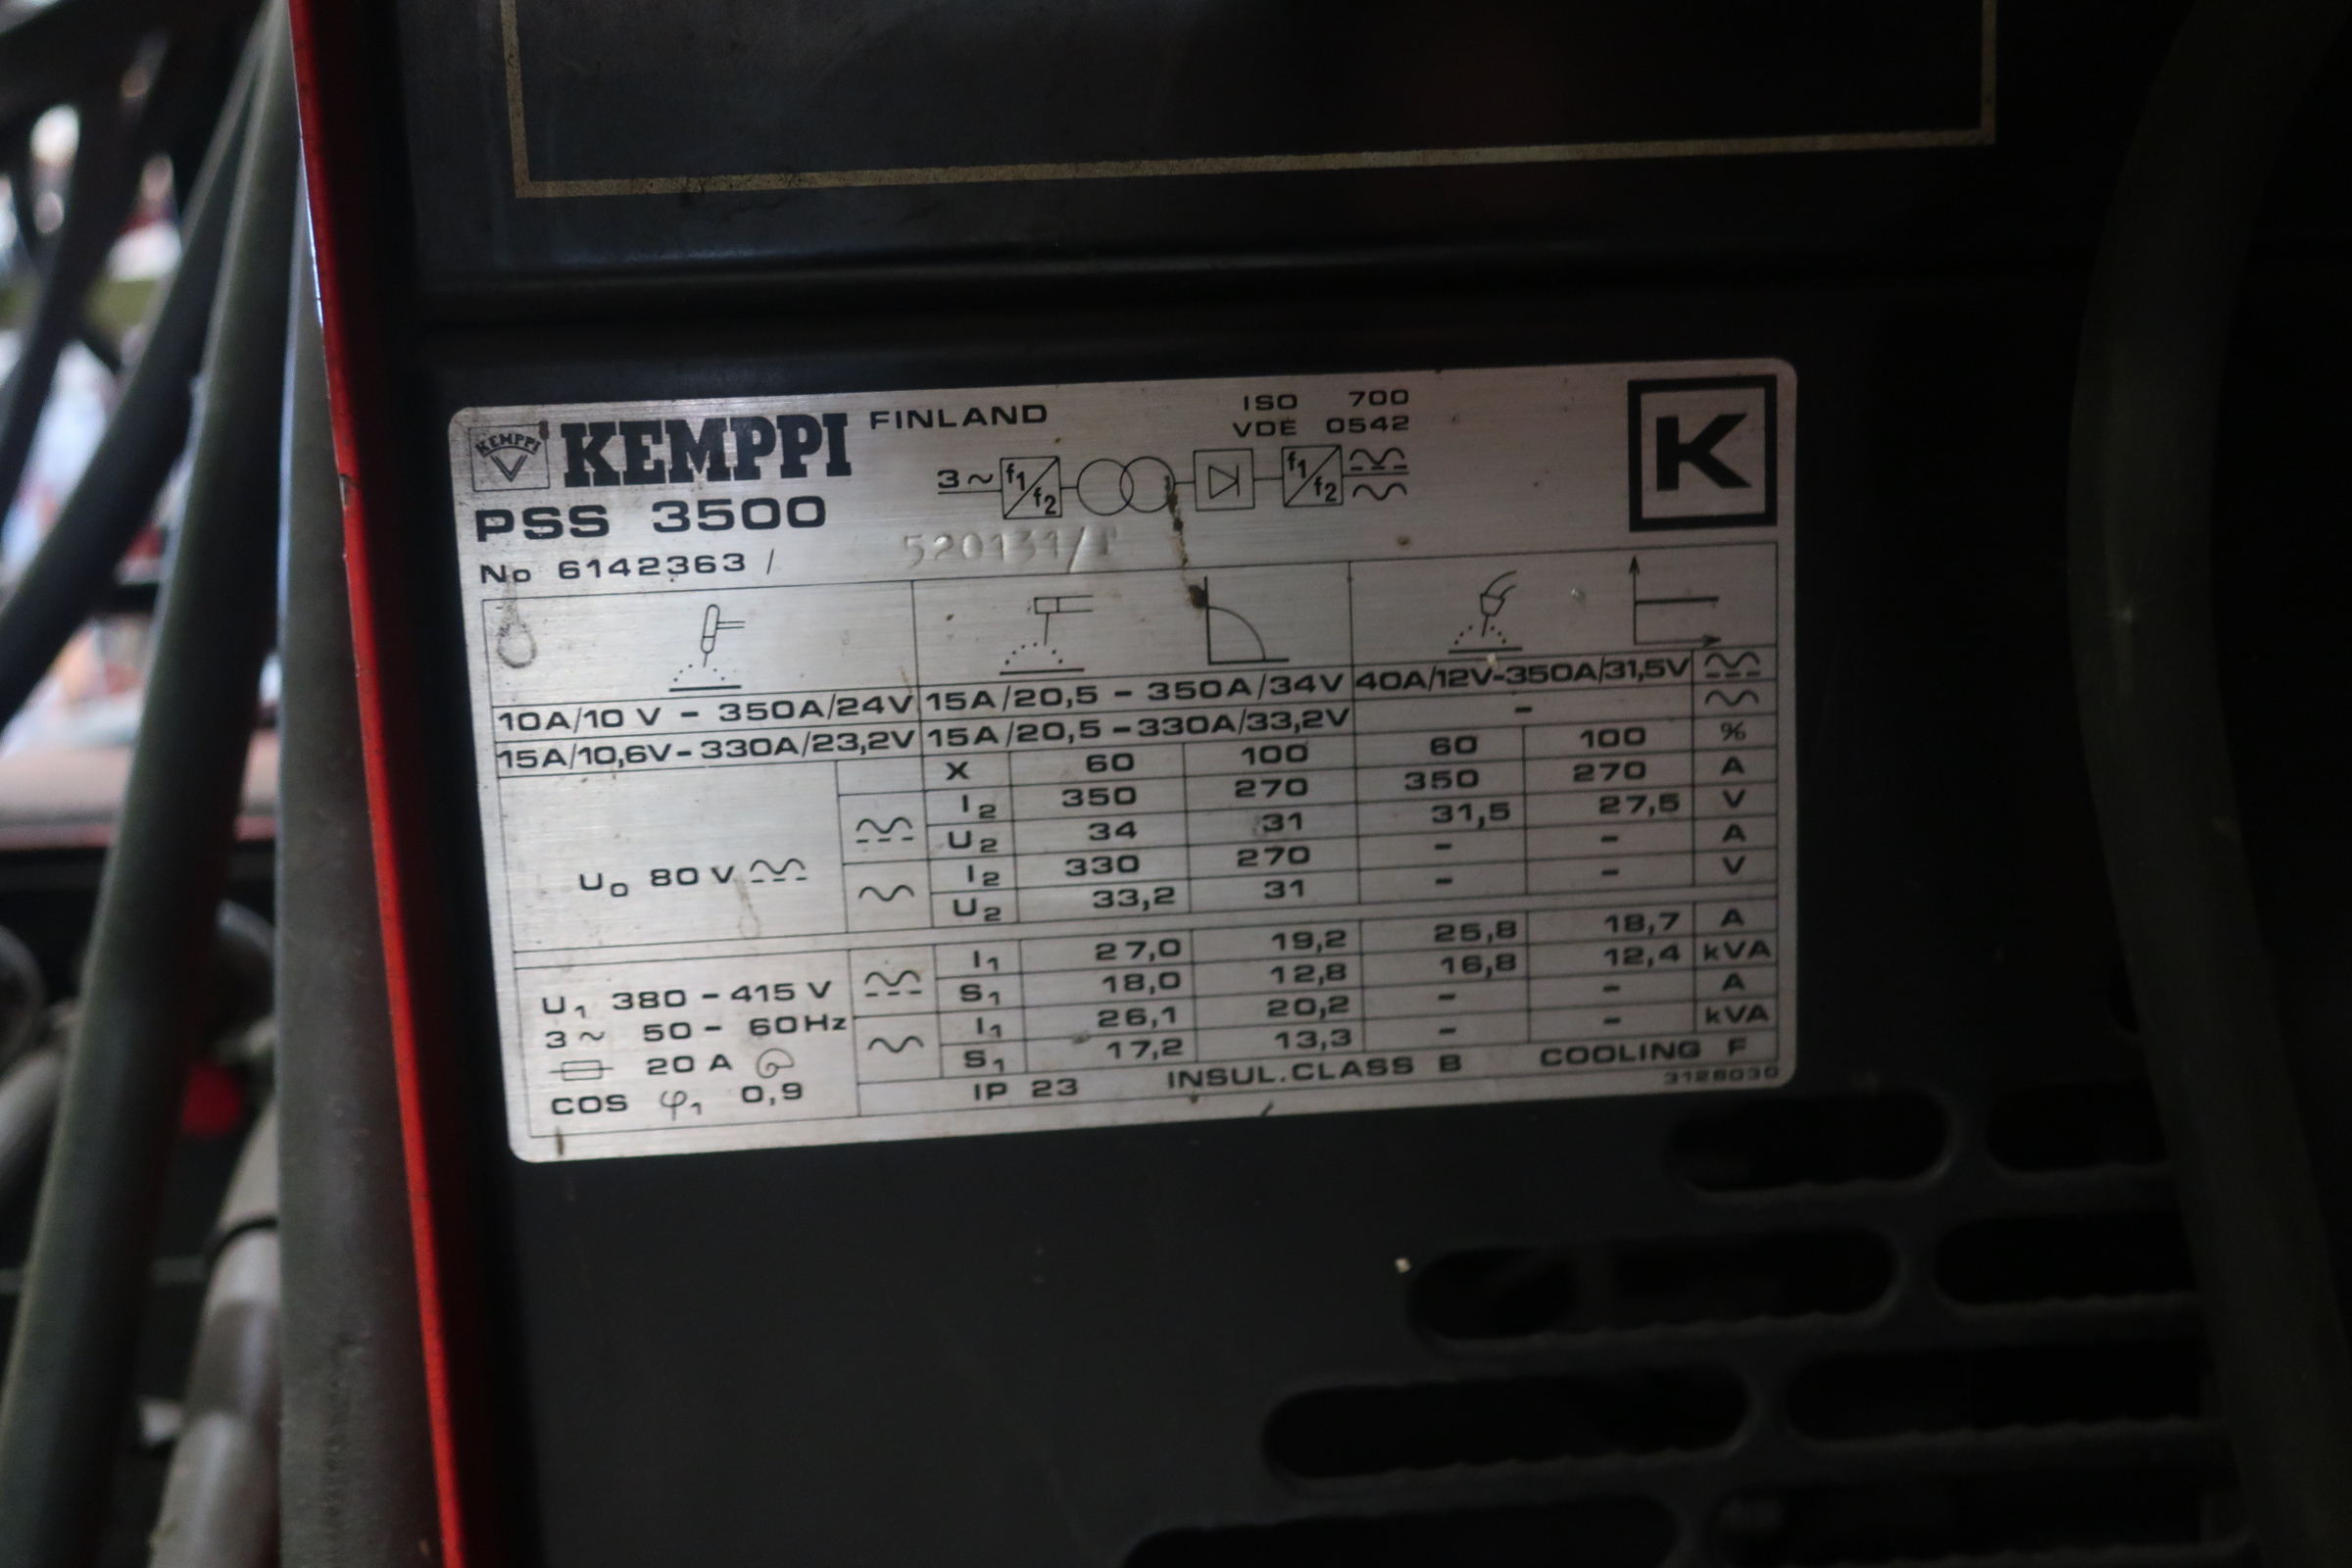 KEMPPI KEMPPI FINLAND ISO 700
VDE 0542 K
3~ f1/f2 f1/f2
PSS 3500
No 6142363 /
10A/10 V - 350A/24V 15A/20,5 - 350A/34V 40A/12V-350A/31,5V
15A/10,6V-330A/23,2V 15A/20,5-330A/33,2V -
X 60 100 60 100 %
I2 350 270 350 270 A
U2 34 31 31,5 27,5 V
U0 80 V
I2 330 270 - - A
U2 33,2 31 - - V
I1 27,0 19,2 25,8 18,7 A
U1 380-415 V S1 18,0 12,8 16,8 12,4 kVA
3~ 50-60Hz I1 26,1 20,2 - - A
20 A S1 17,2 13,3 - - kVA
COS φ1 0,9 IP 23 INSUL.CLASS B COOLING F
3126030